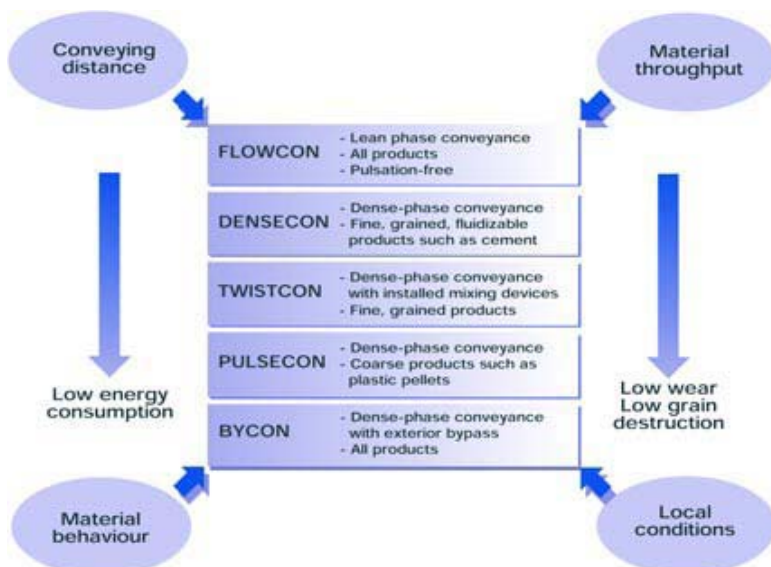 Conveying
distance
Material
throughput
FLOWCON
- Lean phase conveyance
- All products
- Pulsation-free
DENSECON
- Dense-phase conveyance
- Fine, grained, fluidizable
products such as cement
TWISTCON
- Dense-phase conveyance
with installed mixing devices
- Fine, grained products
PULSECON
- Dense-phase conveyance
- Coarse products such as
plastic pellets
BYCON
- Dense-phase conveyance
with exterior bypass
- All products
Low energy
consumption
Low wear
Low grain
destruction
Material
behaviour
Local
conditions